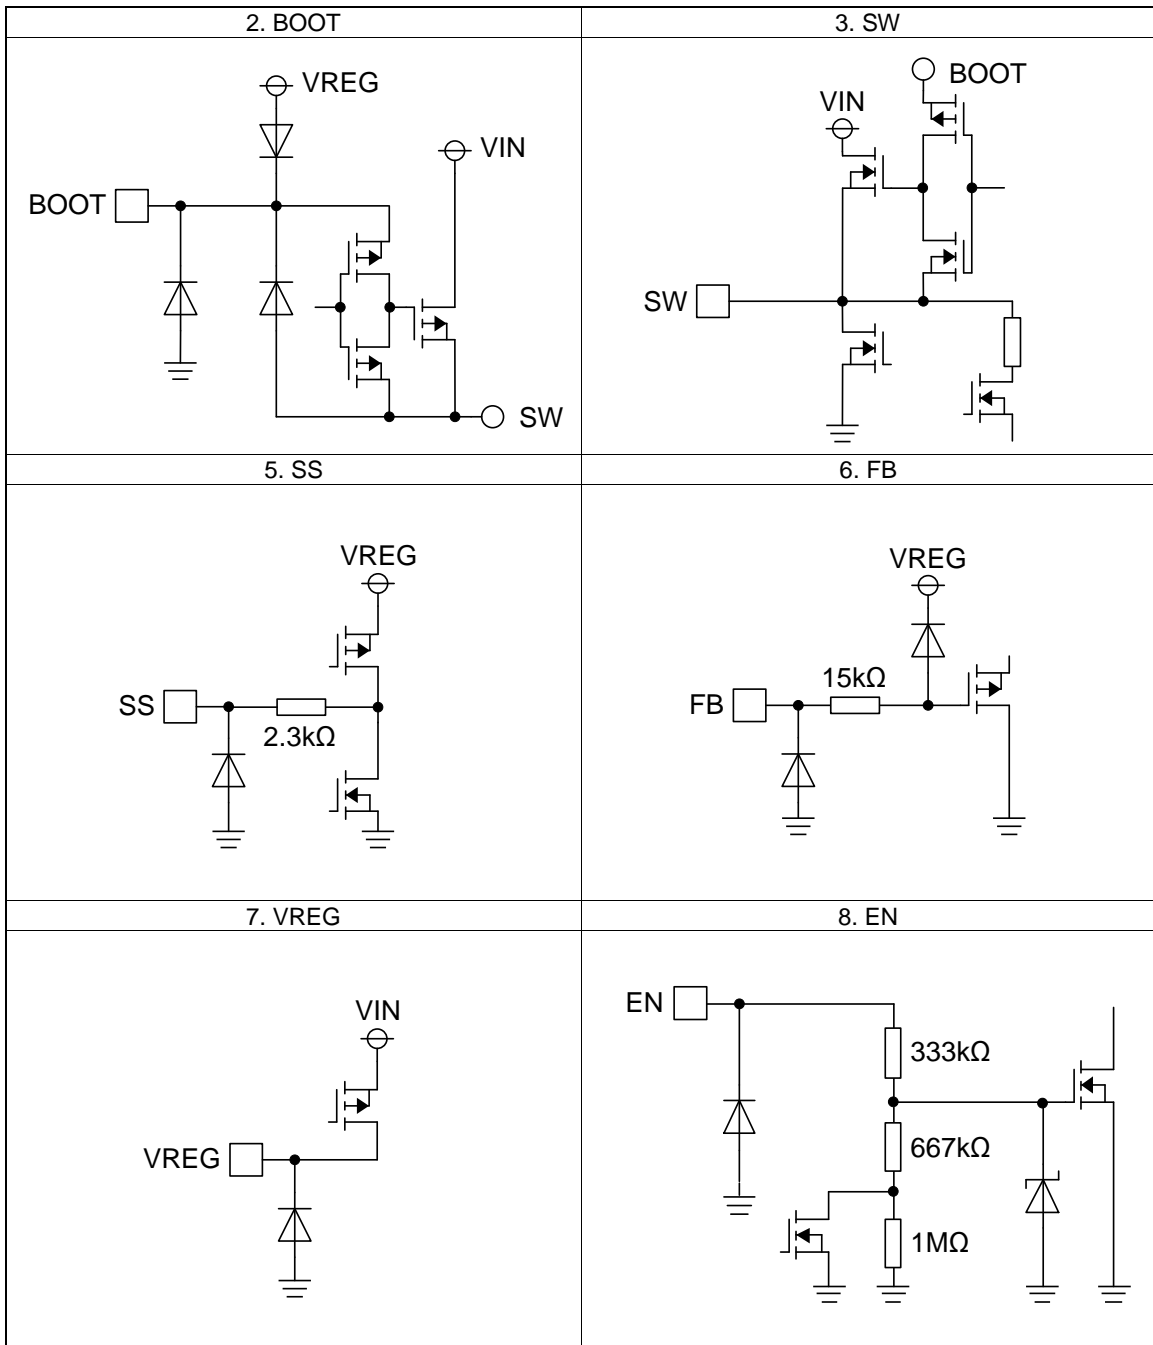 2. BOOT
3. SW
VREG
VIN
BOOT
SW
BOOT
VIN
SW
5. SS
6. FB
VREG
SS
2.3kΩ
VREG
15kΩ
FB
7. VREG
8. EN
VIN
VREG
EN
333kΩ
667kΩ
1MΩ